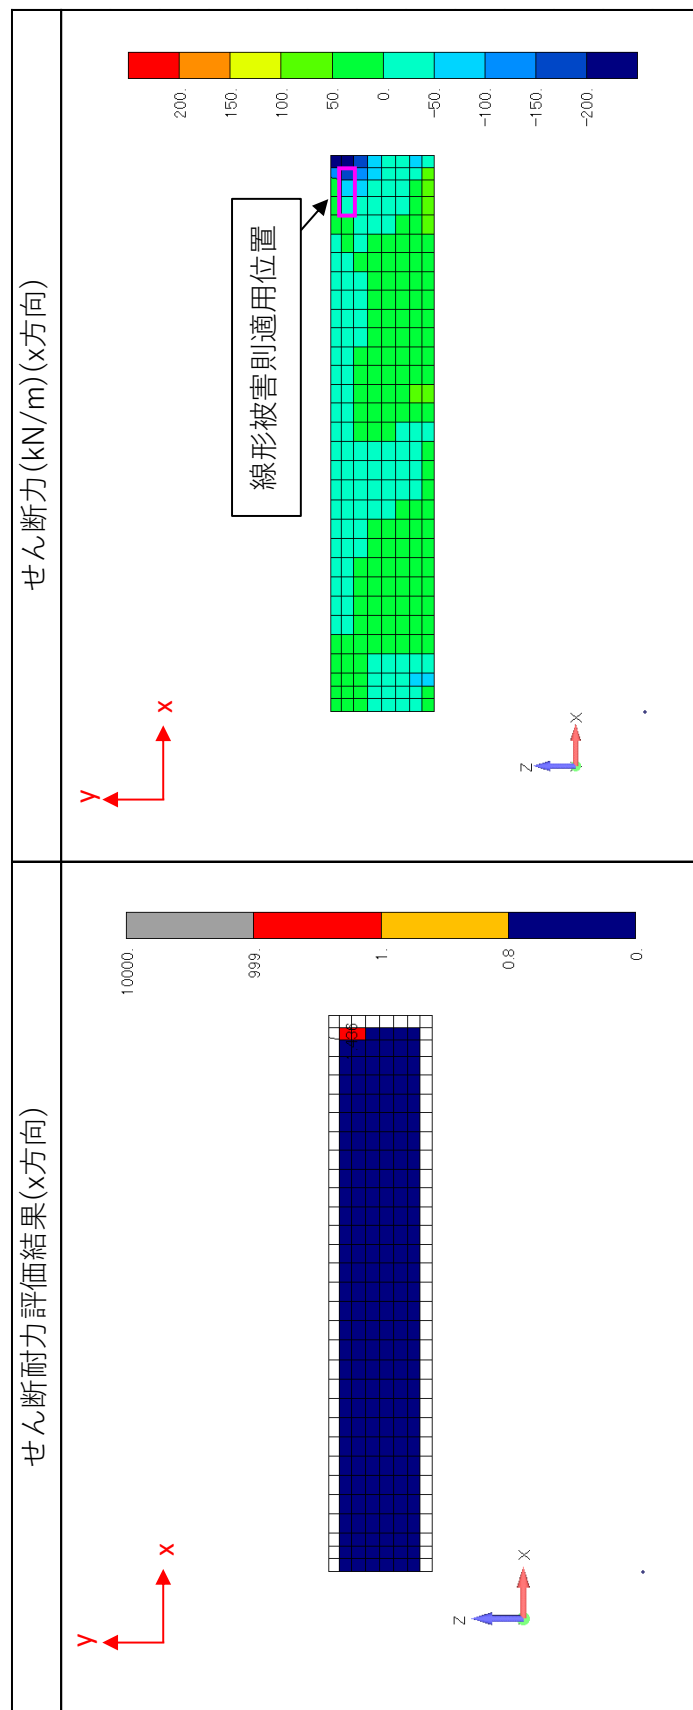 せん断耐力評価結果(x方向)
y
x
10000.
999.
1.
0.8
0.
Z
X
せん断力(kN/m)(x方向)
y
x
200.
150.
100.
50.
0.
-50.
-100.
-150.
-200.
線形被害則適用位置
Z
X